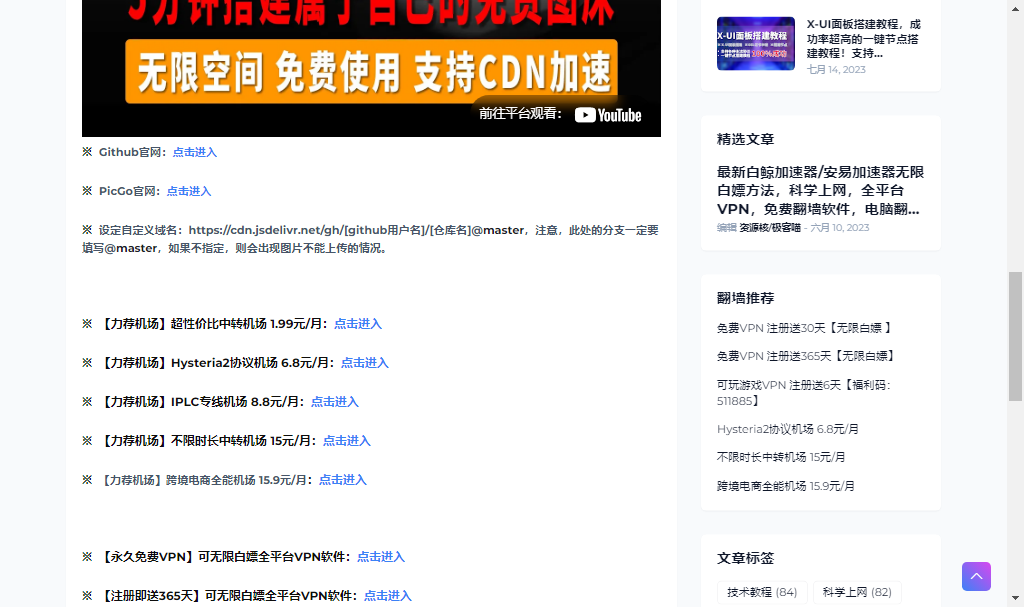 5分钟搭建属于自己的免费图床
无限空间 免费使用 支持CDN加速
前往平台观看： YouTube
※ Github官网：点击进入
※ PicGo官网：点击进入
※ 设定自定义域名：https://cdn.jsdelivr.net/gh/[github用户名]/[仓库名]@master，注意，此处的分支一定要
填写@master，如果不指定，则会出现图片不能上传的情况。
※ 【力荐机场】超性价比中转机场 1.99元/月：点击进入
※ 【力荐机场】Hysteria2协议机场 6.8元/月：点击进入
※ 【力荐机场】IPLC专线机场 8.8元/月：点击进入
※ 【力荐机场】不限时长中转机场 15元/月：点击进入
※ 【力荐机场】跨境电商全能机场 15.9元/月：点击进入
※ 【永久免费VPN】可无限白嫖全平台VPN软件：点击进入
※ 【注册即送365天】可无限白嫖全平台VPN软件：点击进入
X-UI面板搭建教程
X-UI面板搭建教程，成
功率超高的一键节点搭
建教程！支持...
七月 14, 2023
精选文章
最新白鲸加速器/安易加速器无限
白嫖方法，科学上网，全平台
VPN，免费翻墙软件，电脑翻...
编辑 资源核/极客喵 - 六月 10, 2023
翻墙推荐
免费VPN 注册送30天【无限白嫖 】
免费VPN 注册送365天【无限白嫖】
可玩游戏VPN 注册送6天【福利码：
511885】
Hysteria2协议机场 6.8元/月
不限时长中转机场 15元/月
跨境电商全能机场 15.9元/月
文章标签
技术教程 (84)
科学上网 (82)